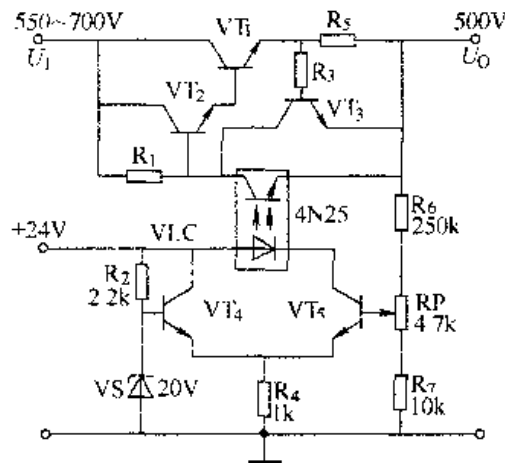 550~700V
R5
500V
UI
VT1
UO
R3
VT2
VT3
R1
4N25
R6
250k
+24V
VLC
R2
2.2k
VT4
VT5
RP
4.7k
VS
20V
R4
1k
R7
10k